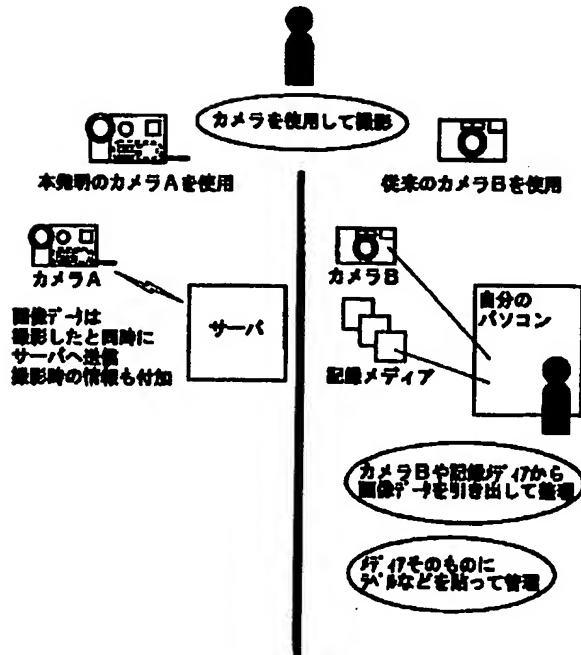 カメラを使用して撮影
本発明のカメラAを使用
従来のカメラBを使用
カメラA
画像データは
撮影したと同時に
サーバへ送信
撮影時の情報も付加
サーバ
カメラB
記録メディア
自分の
パソコン
カメラBや記録メディアから
画像データを引き出して整理
メディアそのものに
ラベルなどを貼って管理